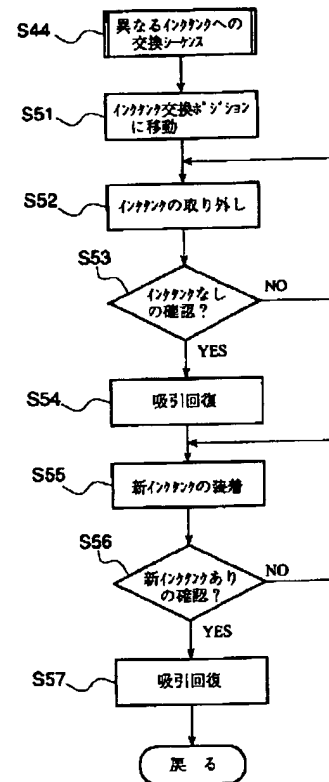 S44
異なるインクタンクへの
交換シーケンス
S51
インクタンク交換ポジション
に移動
S52
インクタンクの取り外し
S53
インクタンクなし
の確認?
NO
YES
S54
吸引回復
S55
新インクタンクの装着
S56
新インクタンクあり
の確認?
NO
YES
S57
吸引回復
戻る